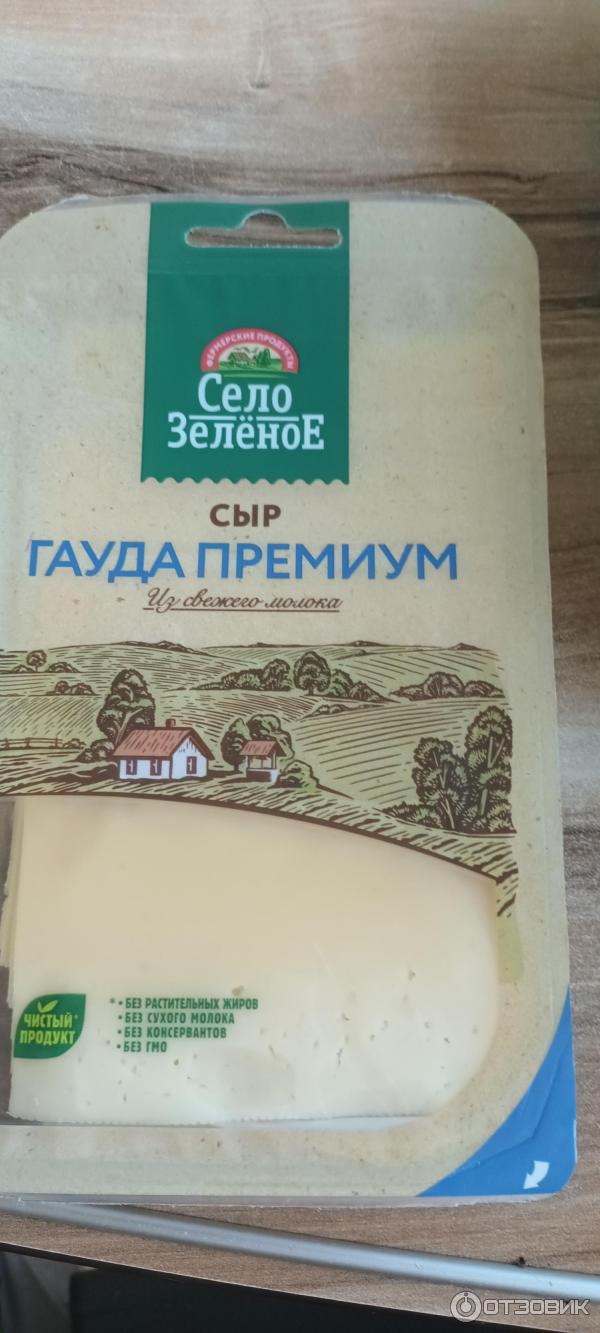 ФЕРМЕРСКИЕ ПРОДУКТЫ
Село
Зелёное
СЫР
ГАУДА ПРЕМИУМ
Из свежего молока
ЧИСТЫЙ*
ПРОДУКТ
* • БЕЗ РАСТИТЕЛЬНЫХ ЖИРОВ
• БЕЗ СУХОГО МОЛОКА
• БЕЗ КОНСЕРВАНТОВ
• БЕЗ ГМО
ОТЗОВИК